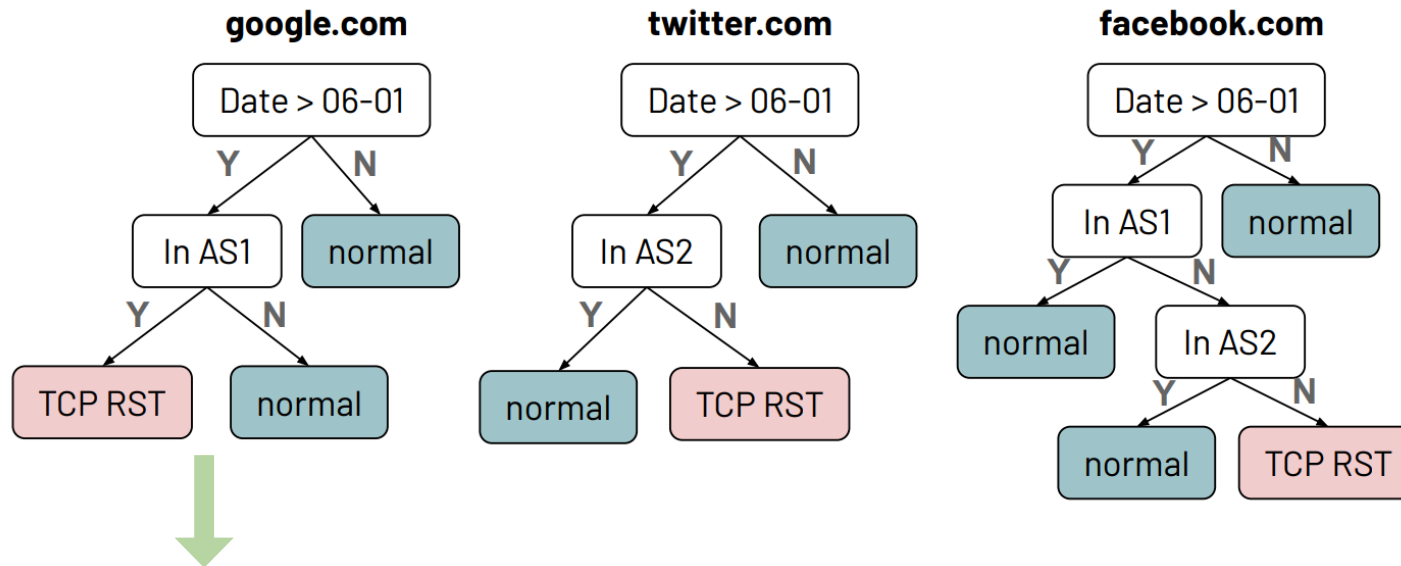 google.com
Date > 06-01
Y
N
In AS1
normal
Y
N
TCP RST
normal
twitter.com
Date > 06-01
Y
N
In AS2
normal
Y
N
normal
TCP RST
facebook.com
Date > 06-01
Y
N
In AS1
normal
Y
N
normal
In AS2
Y
N
normal
TCP RST